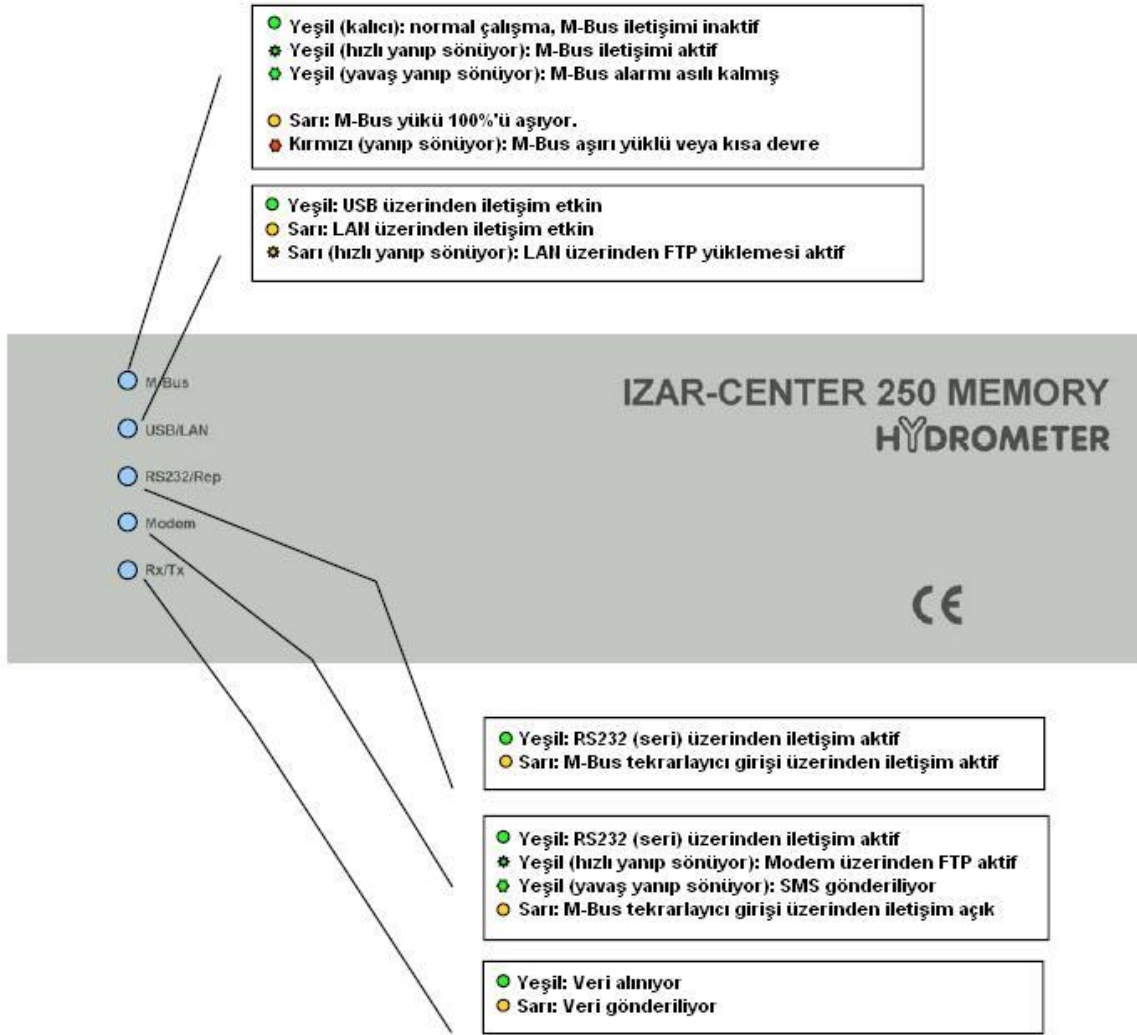 Yeşil (kalıcı): normal çalışma, M-Bus iletişimi inaktif
Yeşil (hızlı yanıp sönüyor): M-Bus iletişimi aktif
Yeşil (yavaş yanıp sönüyor): M-Bus alarmı asılı kalmış
Sarı: M-Bus yükü 100%'ü aşıyor.
Kırmızı (yanıp sönüyor): M-Bus aşırı yüklü veya kısa devre
Yeşil: USB üzerinden iletişim etkin
Sarı: LAN üzerinden iletişim etkin
Sarı (hızlı yanıp sönüyor): LAN üzerinden FTP yüklemesi aktif
M-Bus
USB/LAN
RS232/Rep
Modem
Rx/Tx
IZAR-CENTER 250 MEMORY
HYDROMETER
CE
Yeşil: RS232 (seri) üzerinden iletişim aktif
Sarı: M-Bus tekrarlayıcı girişi üzerinden iletişim aktif
Yeşil: RS232 (seri) üzerinden iletişim aktif
Yeşil (hızlı yanıp sönüyor): Modem üzerinden FTP aktif
Yeşil (yavaş yanıp sönüyor): SMS gönderiliyor
Sarı: M-Bus tekrarlayıcı girişi üzerinden iletişim açık
Yeşil: Veri alınıyor
Sarı: Veri gönderiliyor